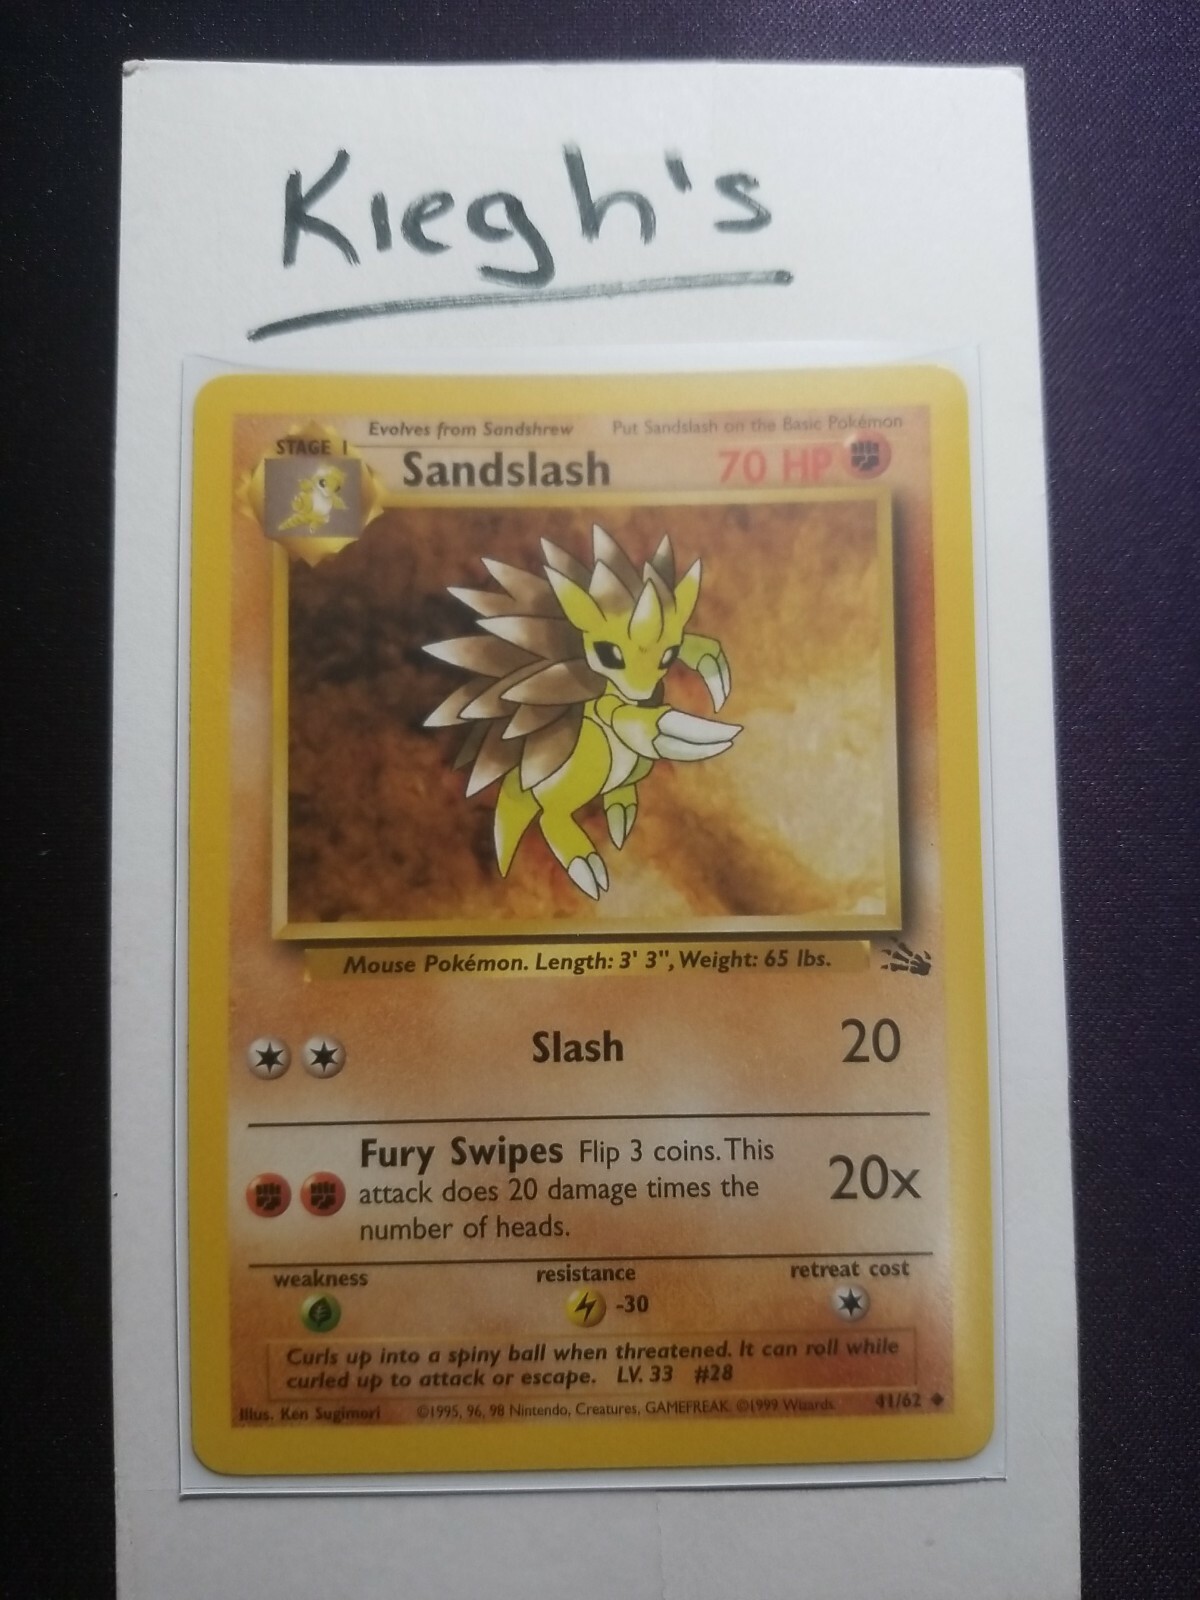 Kiegh's
Evolves from Sandshrew Put Sandslash on the Basic Pokémon
STAGE 1
Sandslash 70 HP
Mouse Pokémon. Length: 3' 3", Weight: 65 lbs.
Slash 20
Fury Swipes Flip 3 coins. This
attack does 20 damage times the
number of heads.
20x
weakness resistance retreat cost
-30
Curls up into a spiny ball when threatened. It can roll while
curled up to attack or escape. LV. 33 #28
Illus. Ken Sugimori ©1995, 96, 98 Nintendo, Creatures, GAMEFREAK. ©1999 Wizards. 41/62